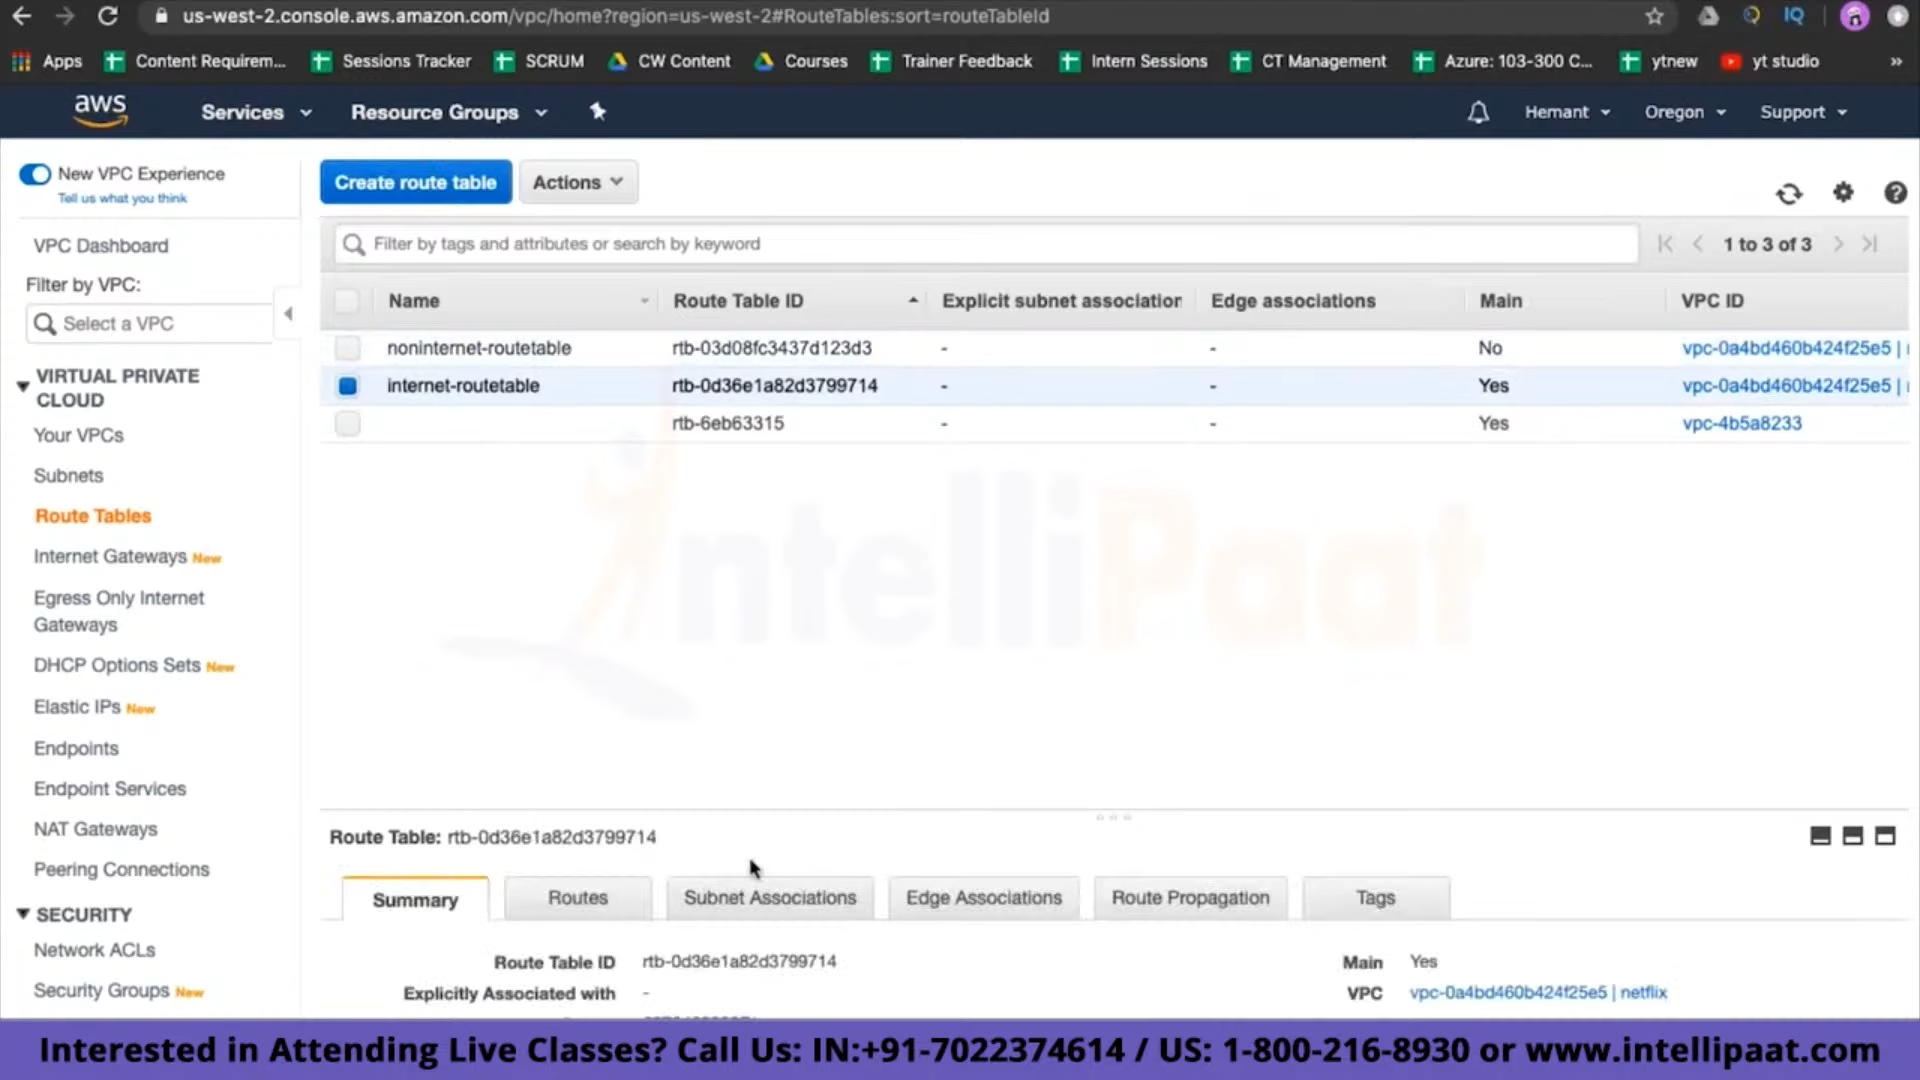 us-west-2.console.aws.amazon.com/vpc/home?region=us-west-2#RouteTables:sort=routeTableId
IQ
Apps Content Requirem... Sessions Tracker SCRUM CW Content Courses Trainer Feedback Intern Sessions CT Management Azure: 103-300 C... ytnew yt studio »
aws Services Resource Groups Hemant Oregon Support
New VPC Experience
Tell us what you think
Create route table Actions
VPC Dashboard
Filter by VPC:
Select a VPC
Filter by tags and attributes or search by keyword
1 to 3 of 3
Name Route Table ID Explicit subnet association Edge associations Main VPC ID
noninternet-routetable rtb-03d08fc3437d123d3 - - No vpc-0a4bd460b424f25e5 |
internet-routetable rtb-0d36e1a82d3799714 - - Yes vpc-0a4bd460b424f25e5 |
rtb-6eb63315 - - Yes vpc-4b5a8233
VIRTUAL PRIVATE
CLOUD
Your VPCs
Subnets
Route Tables
Internet Gateways New
Egress Only Internet
Gateways
DHCP Options Sets New
Elastic IPs New
Endpoints
Endpoint Services
NAT Gateways
Peering Connections
SECURITY
Network ACLs
Security Groups New
intelliPaat
Route Table: rtb-0d36e1a82d3799714
Summary Routes Subnet Associations Edge Associations Route Propagation Tags
Route Table ID rtb-0d36e1a82d3799714 Main Yes
Explicitly Associated with - VPC vpc-0a4bd460b424f25e5 | netflix
Interested in Attending Live Classes? Call Us: IN:+91-7022374614 / US: 1-800-216-8930 or www.intellipaat.com